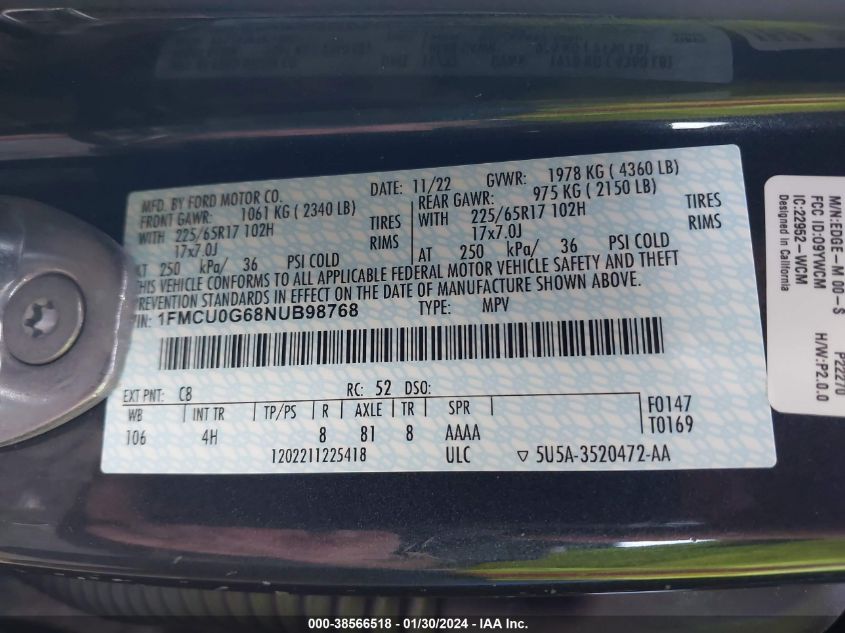 MFD. BY FORD MOTOR CO.
DATE: 11/22 GVWR: 1978 KG ( 4360 LB)
FRONT GAWR: 1061 KG ( 2340 LB)
REAR GAWR: 975 KG ( 2150 LB)
WITH 225/65R17 102H TIRES
WITH 225/65R17 102H TIRES
17x7.0J RIMS
17x7.0J RIMS
AT 250 kPa/ 36 PSI COLD
AT 250 kPa/ 36 PSI COLD
THIS VEHICLE CONFORMS TO ALL APPLICABLE FEDERAL MOTOR VEHICLE SAFETY AND THEFT
PREVENTION STANDARDS IN EFFECT ON THE DATE OF MANUFACTURE SHOWN ABOVE.
1FMCU0G68NUB98768 TYPE: MPV
EXT PNT: C8 RC: 52 DSO:
WB INT TR TP/PS R AXLE TR SPR
106 4H 8 81 8 AAAA
F0147
T0169
1202211225418 ULC ▽ 5U5A-3520472-AA
M/N:EDGE-M 00-S
FCC ID:O9YWCM
IC:22952-WCM
Designed in California
P22270
H/W:P2.0.0
000-38566518 - 01/30/2024 - IAA Inc.